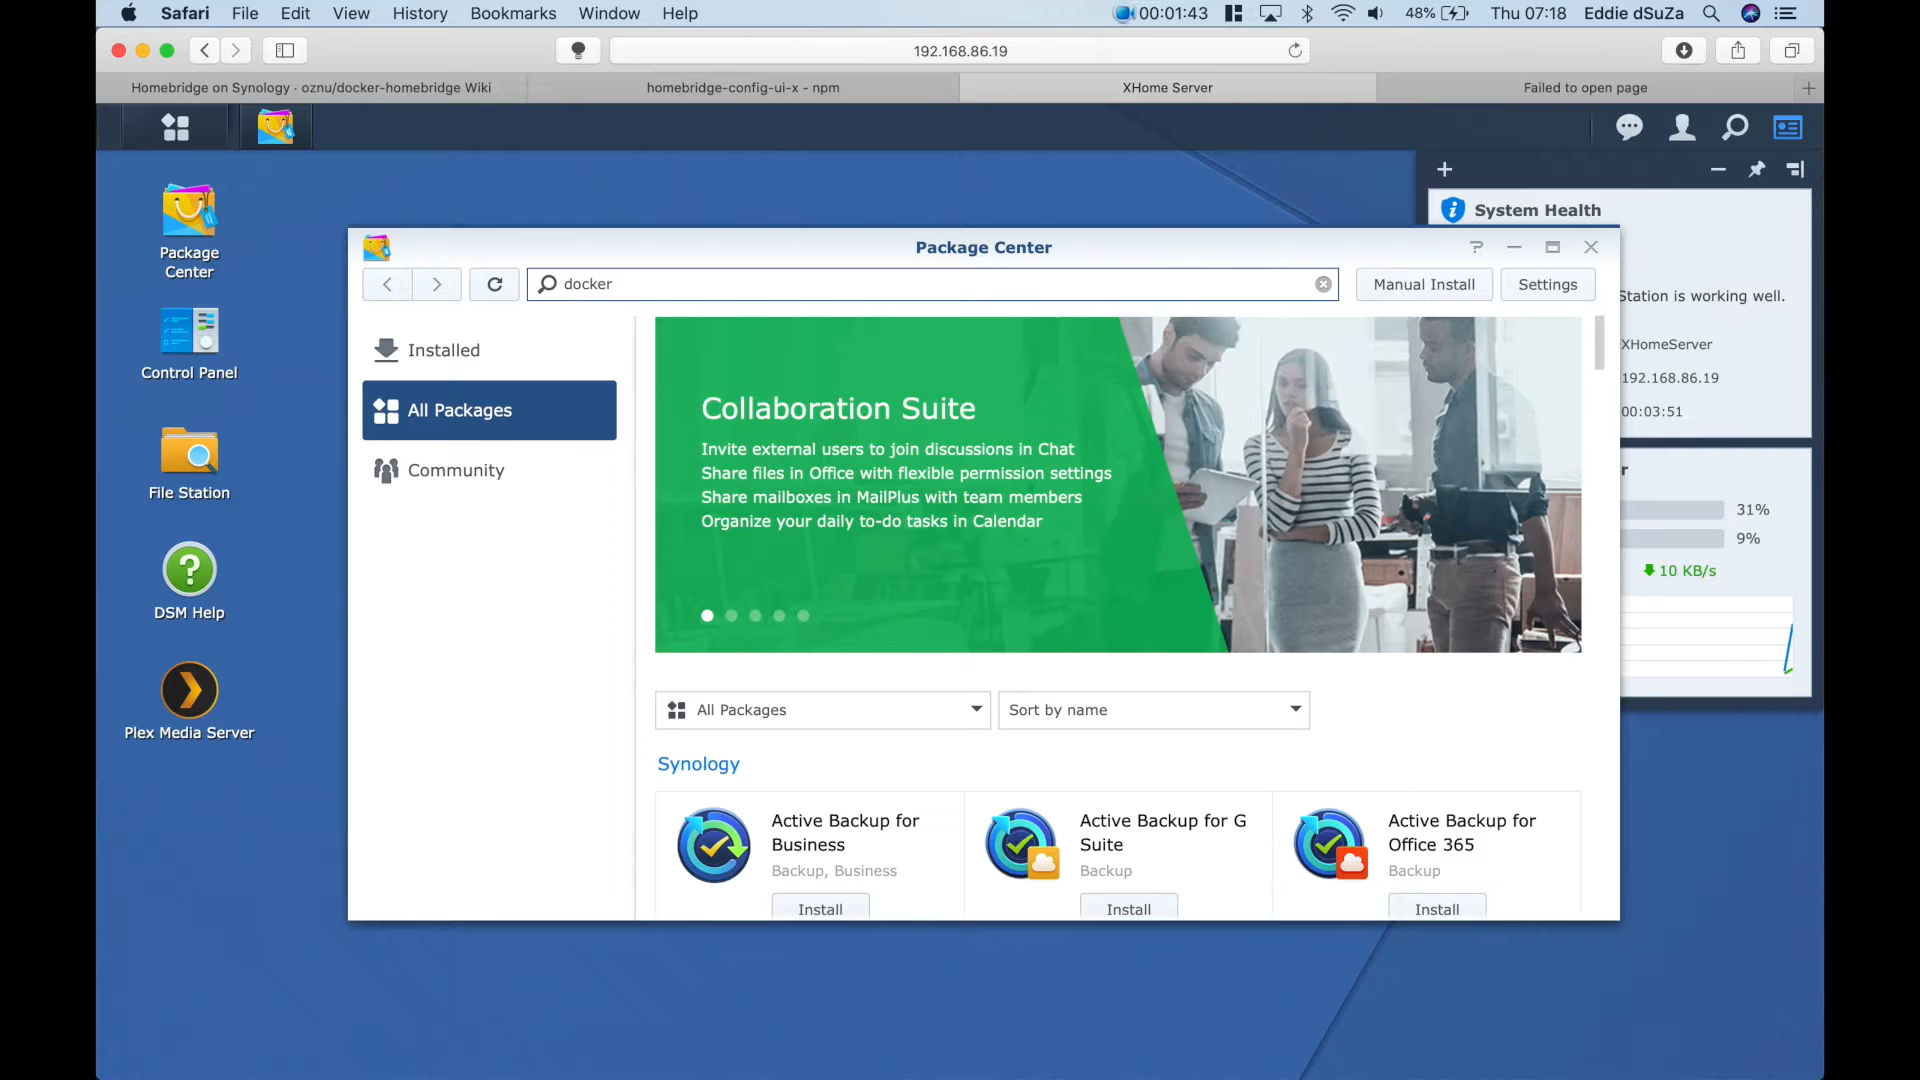 Safari File Edit View History Bookmarks Window Help 00:01:43 48% Thu 07:18 Eddie dSuZa
192.168.86.19
Homebridge on Synology · oznu/docker-homebridge Wiki
homebridge-config-ui-x - npm
XHome Server
Failed to open page
Package
Center
Control Panel
File Station
DSM Help
Plex Media Server
System Health
Station is working well.
XHomeServer
192.168.86.19
00:03:51
r
31%
9%
10 KB/s
Package Center
docker
Manual Install
Settings
Installed
All Packages
Community
Collaboration Suite
Invite external users to join discussions in Chat
Share files in Office with flexible permission settings
Share mailboxes in MailPlus with team members
Organize your daily to-do tasks in Calendar
All Packages
Sort by name
Synology
Active Backup for
Business
Backup, Business
Install
Active Backup for G
Suite
Backup
Install
Active Backup for
Office 365
Backup
Install